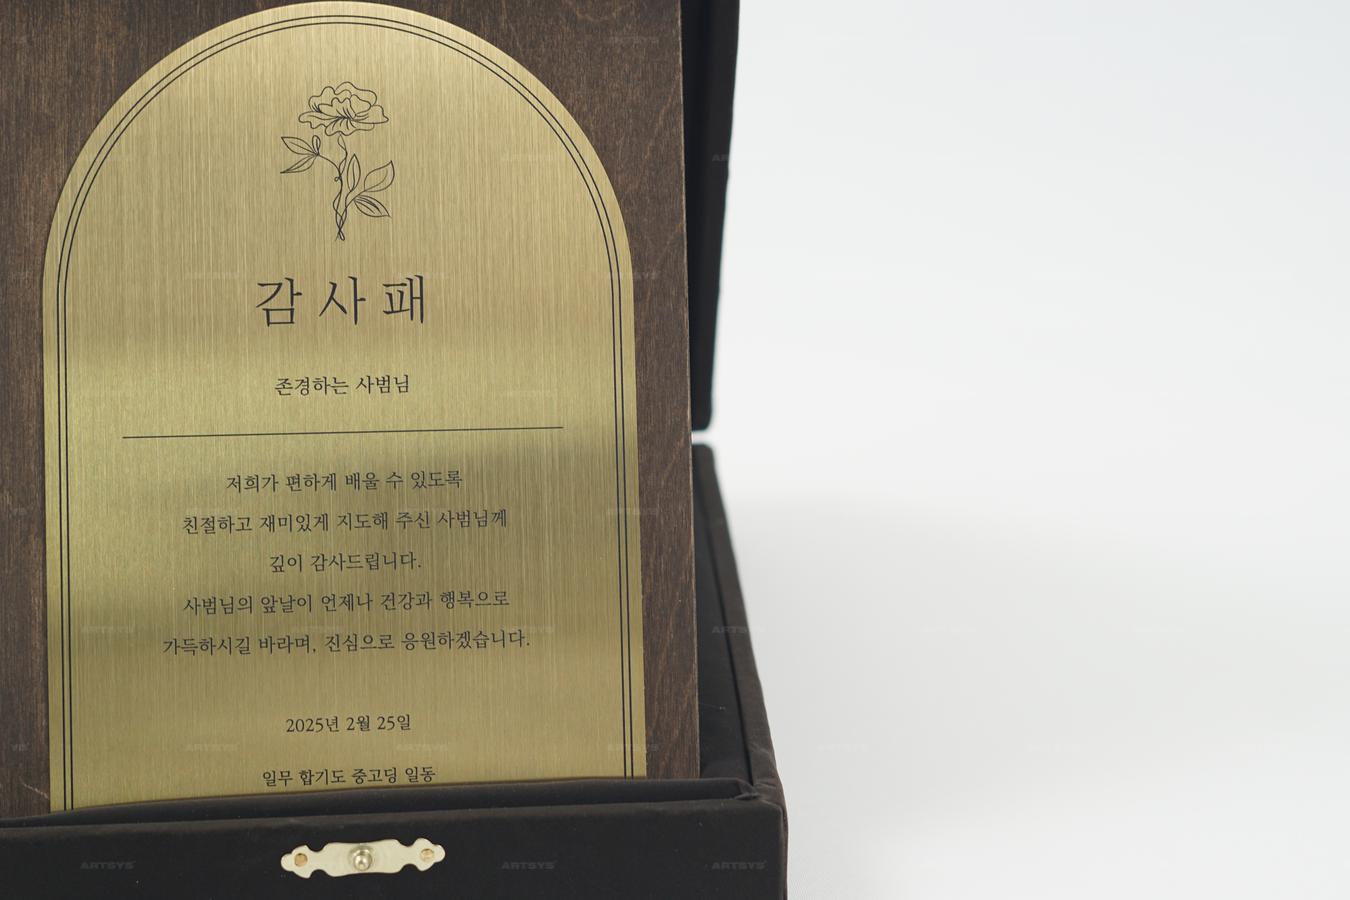 감사패
존경하는 사범님
저희가 편하게 배울 수 있도록
친절하고 재미있게 지도해 주신 사범님께
깊이 감사드립니다.
사범님의 앞날이 언제나 건강과 행복으로
가득하시길 바라며, 진심으로 응원하겠습니다.
2025년 2월 25일
일무 합기도 중고딩 일동
ARTSYS